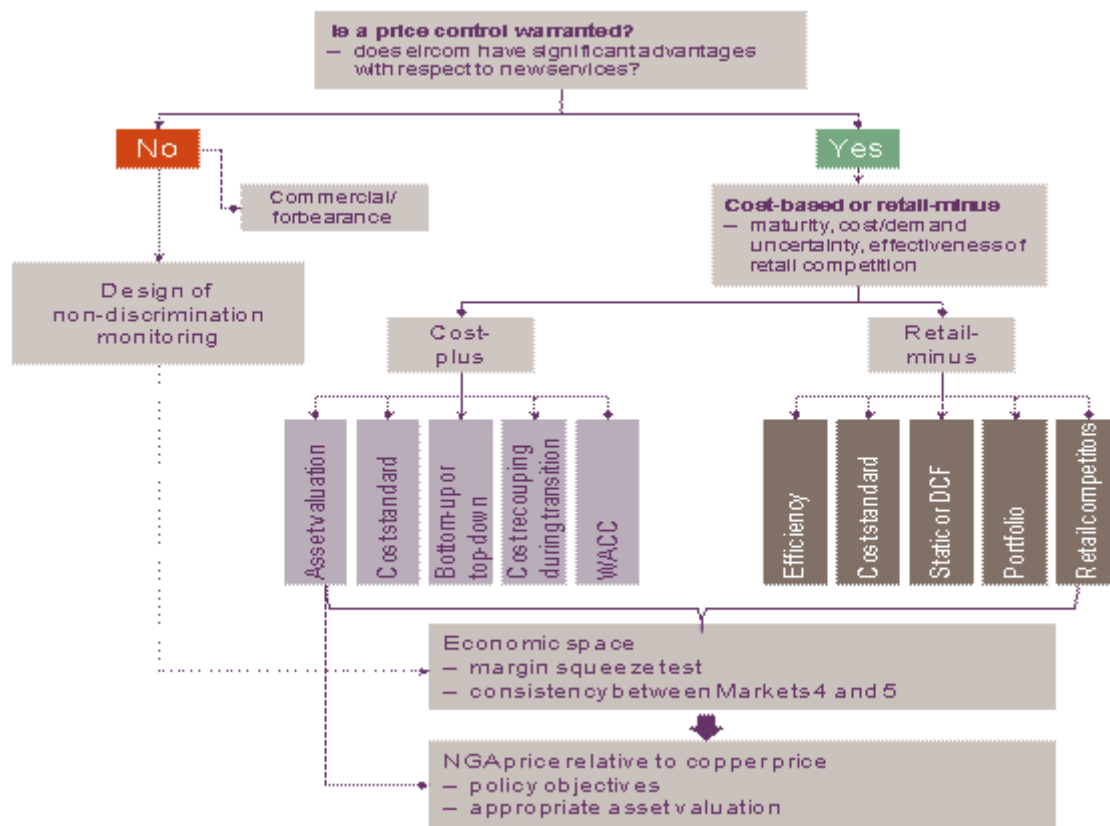 Is a price control warranted?
– does eircom have significant advantages
with respect to new services?
No
Yes
Commercial/
forbearance
Cost-based or retail-minus
– maturity, cost/demand
uncertainty, effectiveness of
retail competition
Design of
non-discrimination
monitoring
Cost-
plus
Retail-
minus
Asset valuation
Cost standard
Bottom-up or
top-down
Cost recouping
during transition
WACC
Efficiency
Cost standard
Static or DCF
Portfolio
Retail competitors
Economic space
– margin squeeze test
– consistency between Markets 4 and 5
NGA price relative to copper price
– policy objectives
– appropriate asset valuation